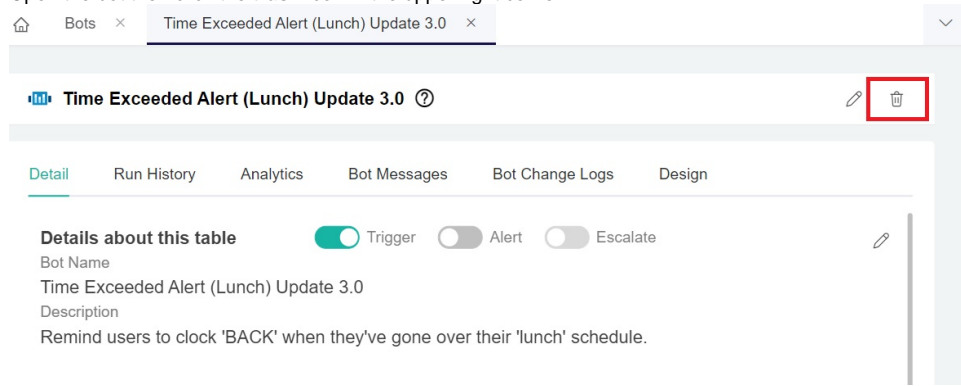 Bots × Time Exceeded Alert (Lunch) Update 3.0 ×
Time Exceeded Alert (Lunch) Update 3.0
Detail Run History Analytics Bot Messages Bot Change Logs Design
Details about this table Trigger Alert Escalate
Bot Name
Time Exceeded Alert (Lunch) Update 3.0
Description
Remind users to clock 'BACK' when they've gone over their 'lunch' schedule.